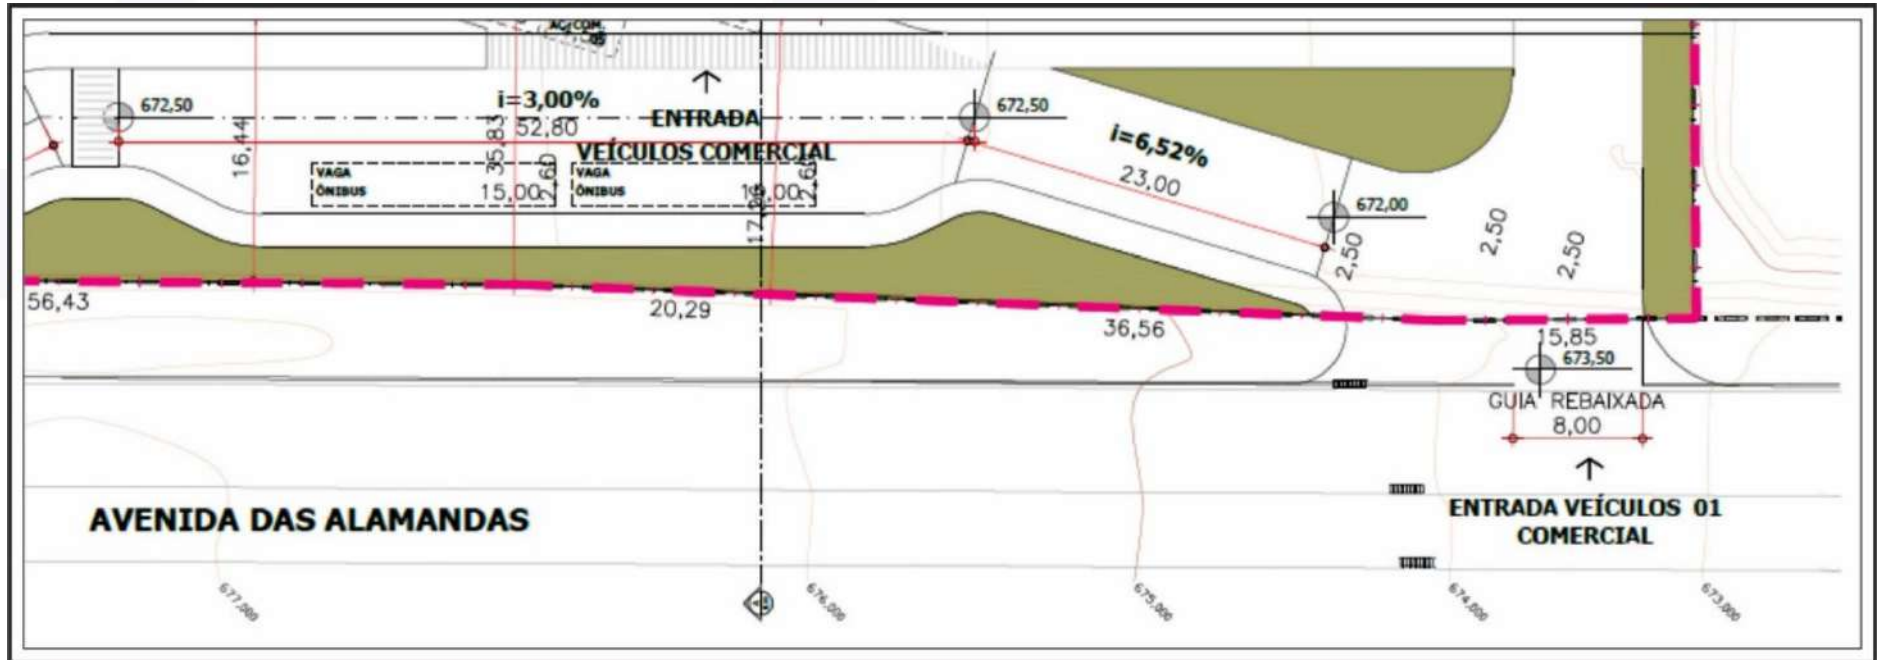 AC. COM.
05
672,50
i=3,00%
52,80
ENTRADA
VEÍCULOS COMERCIAL
672,50
i=6,52%
23,00
16,44
35,83
VAGA
ÔNIBUS
15,00
2,60
VAGA
ÔNIBUS
2,60
672,00
2,50
2,50
2,50
56,43
20,29
36,56
15,85
673,50
GUIA REBAIXADA
8,00
AVENIDA DAS ALAMANDAS
ENTRADA VEÍCULOS 01
COMERCIAL
677,000
676,000
675,000
674,000
673,000